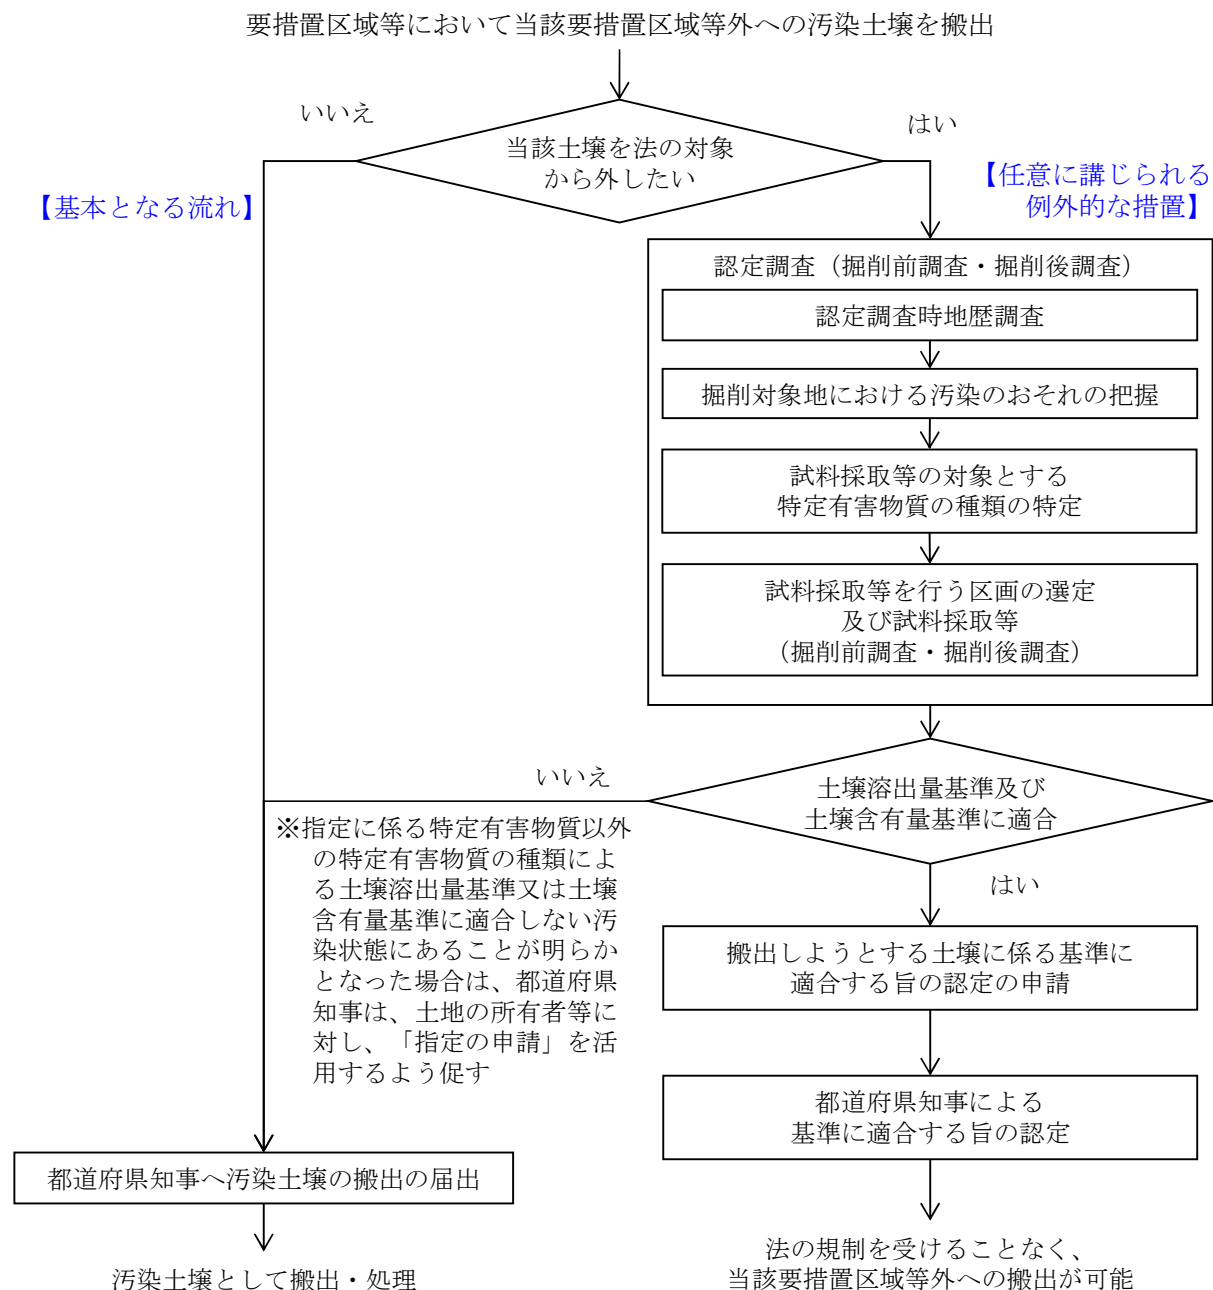 要措置区域等において当該要措置区域等外への汚染土壌を搬出
いいえ
はい
当該土壌を法の対象
から外したい
【基本となる流れ】
【任意に講じられる
例外的な措置】
認定調査（掘削前調査・掘削後調査）
認定調査時地歴調査
掘削対象地における汚染のおそれの把握
試料採取等の対象とする
特定有害物質の種類の特定
試料採取等を行う区画の選定
及び試料採取等
（掘削前調査・掘削後調査）
いいえ
土壌溶出量基準及び
土壌含有量基準に適合
※指定に係る特定有害物質以外
の特定有害物質の種類によ
る土壌溶出量基準又は土壌
含有量基準に適合しない汚
染状態にあることが明らか
となった場合は、都道府県
知事は、土地の所有者等に
対し、「指定の申請」を活
用するよう促す
はい
搬出しようとする土壌に係る基準に
適合する旨の認定の申請
都道府県知事による
基準に適合する旨の認定
都道府県知事へ汚染土壌の搬出の届出
汚染土壌として搬出・処理
法の規制を受けることなく、
当該要措置区域等外への搬出が可能